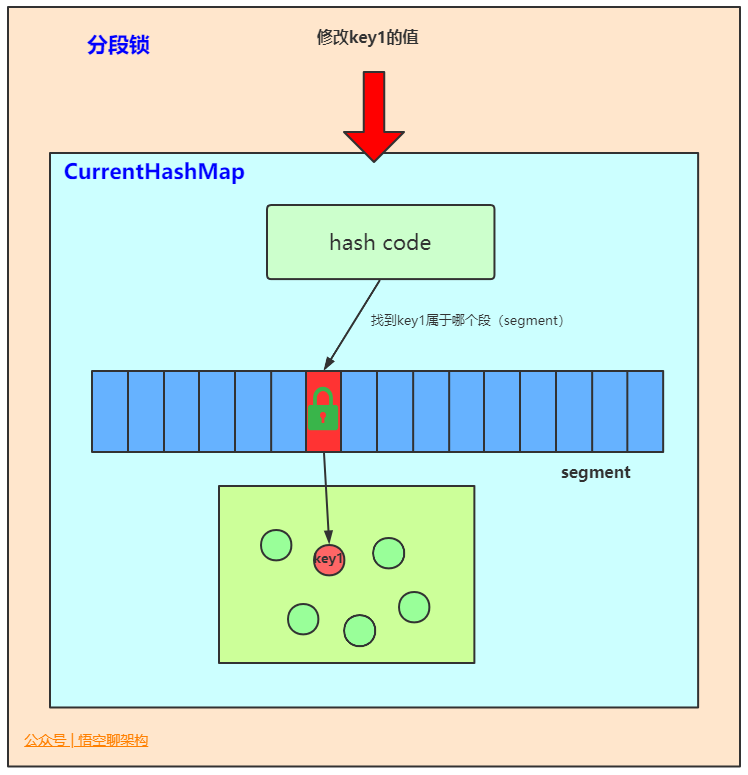 分段锁
修改key1的值
CurrentHashMap
hash code
找到key1属于哪个段（segment）
segment
key1
公众号 | 悟空聊架构